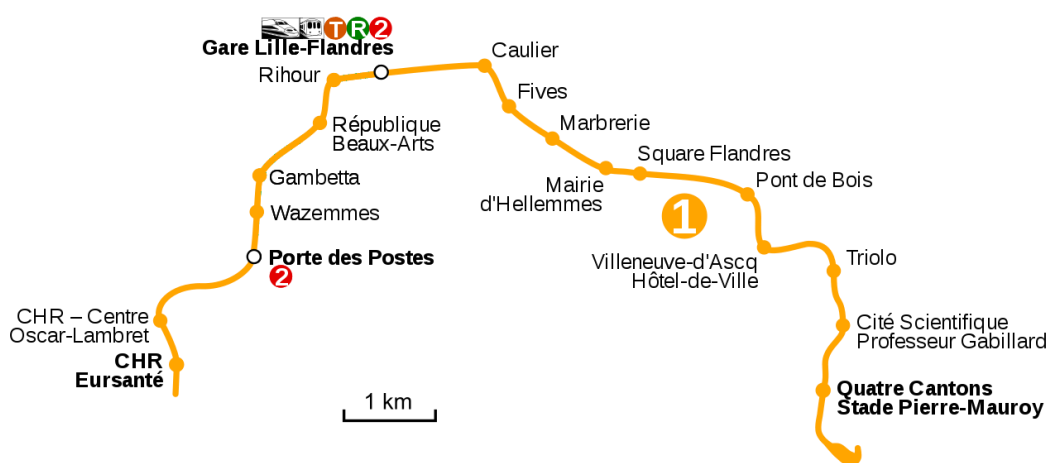 T R 2
Gare Lille-Flandres
Caulier
Rihour
Fives
République
Beaux-Arts
Marbrerie
Square Flandres
Gambetta
Pont de Bois
Mairie
d'Hellemmes
Wazemmes
1
Porte des Postes
2
Villeneuve-d'Ascq
Hôtel-de-Ville
Triolo
CHR – Centre
Oscar-Lambret
Cité Scientifique
Professeur Gabillard
CHR
Eursanté
Quatre Cantons
Stade Pierre-Mauroy
1 km